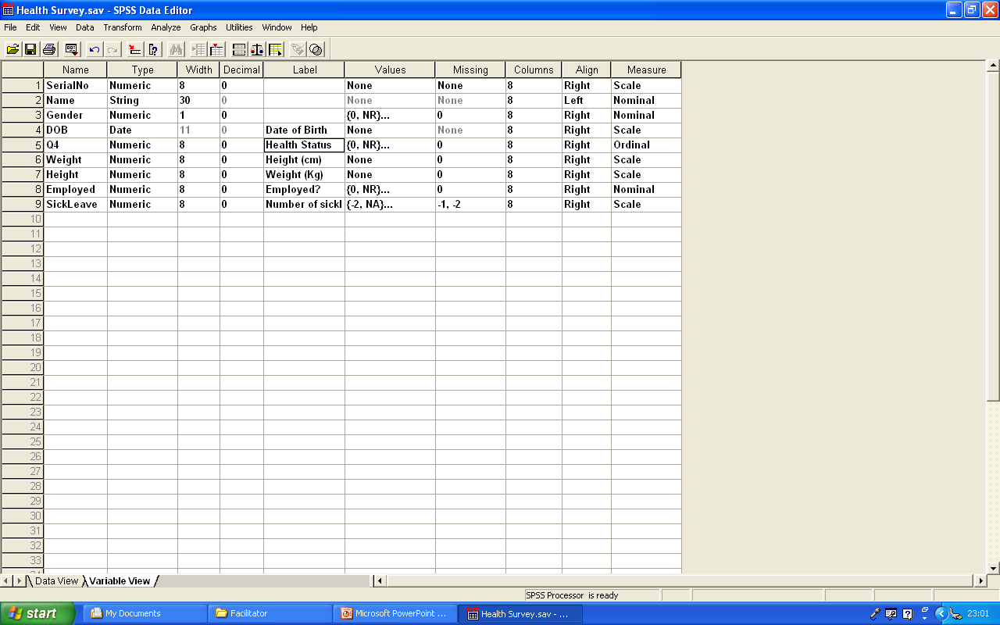 Health Survey.sav - SPSS Data Editor
File Edit View Data Transform Analyze Graphs Utilities Window Help
Name Type Width Decimal Label Values Missing Columns Align Measure
1 SerialNo Numeric 8 0 None None 8 Right Scale
2 Name String 30 0 None None 8 Left Nominal
3 Gender Numeric 1 0 {0, NR}... 0 8 Right Nominal
4 DOB Date 11 0 Date of Birth None None 8 Right Scale
5 Q4 Numeric 8 0 Health Status {0, NR}... 0 8 Right Ordinal
6 Weight Numeric 8 0 Height (cm) None 0 8 Right Scale
7 Height Numeric 8 0 Weight (Kg) None 0 8 Right Scale
8 Employed Numeric 8 0 Employed? {0, NR}... 0 8 Right Nominal
9 SickLeave Numeric 8 0 Number of sickl {-2, NA}... -1, -2 8 Right Scale
10
11
12
13
14
15
16
17
18
19
20
21
22
23
24
25
26
27
28
29
30
31
32
33
Data View Variable View
SPSS Processor is ready
start My Documents Facilitator Microsoft PowerPoint ... Health Survey.sav - ... 23:01